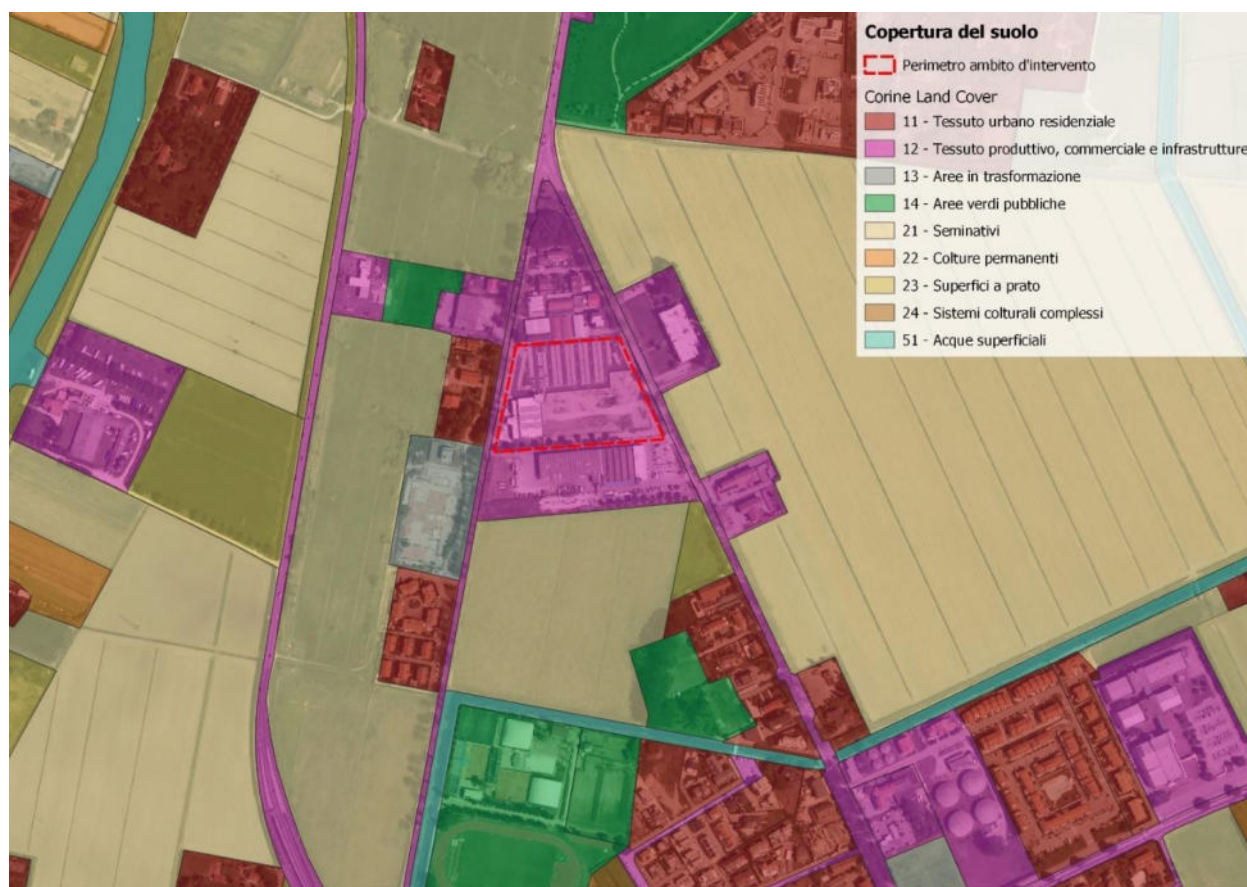 Copertura del suolo
Perimetro ambito d'intervento
Corine Land Cover
11 - Tessuto urbano residenziale
12 - Tessuto produttivo, commerciale e infrastrutture
13 - Aree in trasformazione
14 - Aree verdi pubbliche
21 - Seminativi
22 - Colture permanenti
23 - Superfici a prato
24 - Sistemi colturali complessi
51 - Acque superficiali